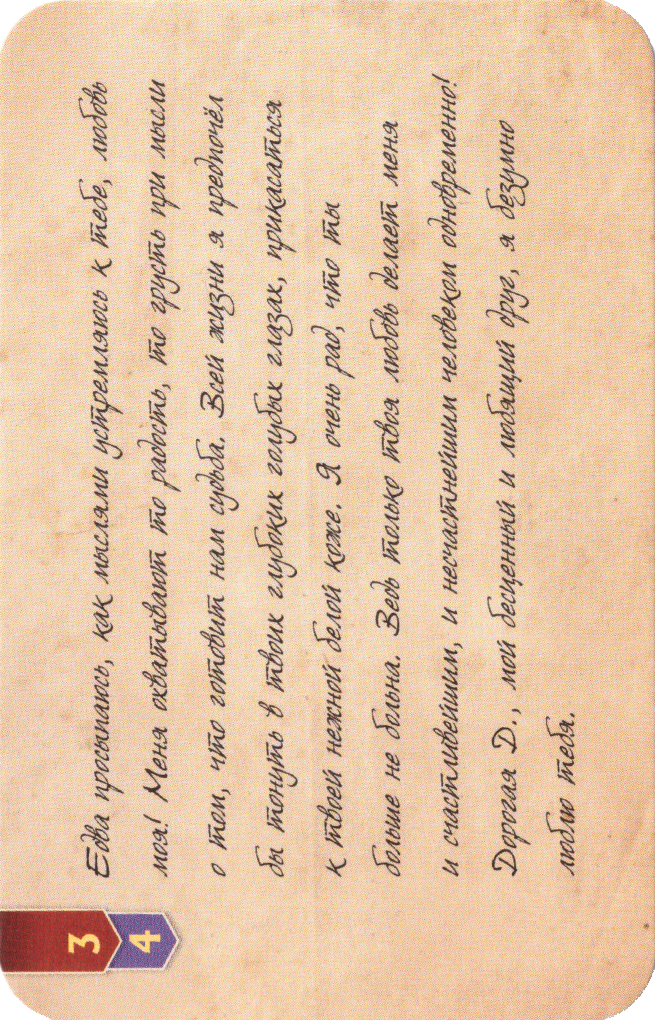 3
4
Едва просыпаюсь, как мыслями устремляюсь к тебе, любовь
моя! Меня охватывают то радость, то грусть при мысли
о том, что готовит нам судьба. Всей жизни я предпочёл
бы тонуть в твоих глубоких голубых глазах, прикасаться
к твоей нежной белой коже. Я очень рад, что ты
больше не больна. Ведь только твоя любовь делает меня
и счастливейшим, и несчастнейшим человеком одновременно!
Дорогая D., мой бесценный и любящий друг, я безумно
люблю тебя.